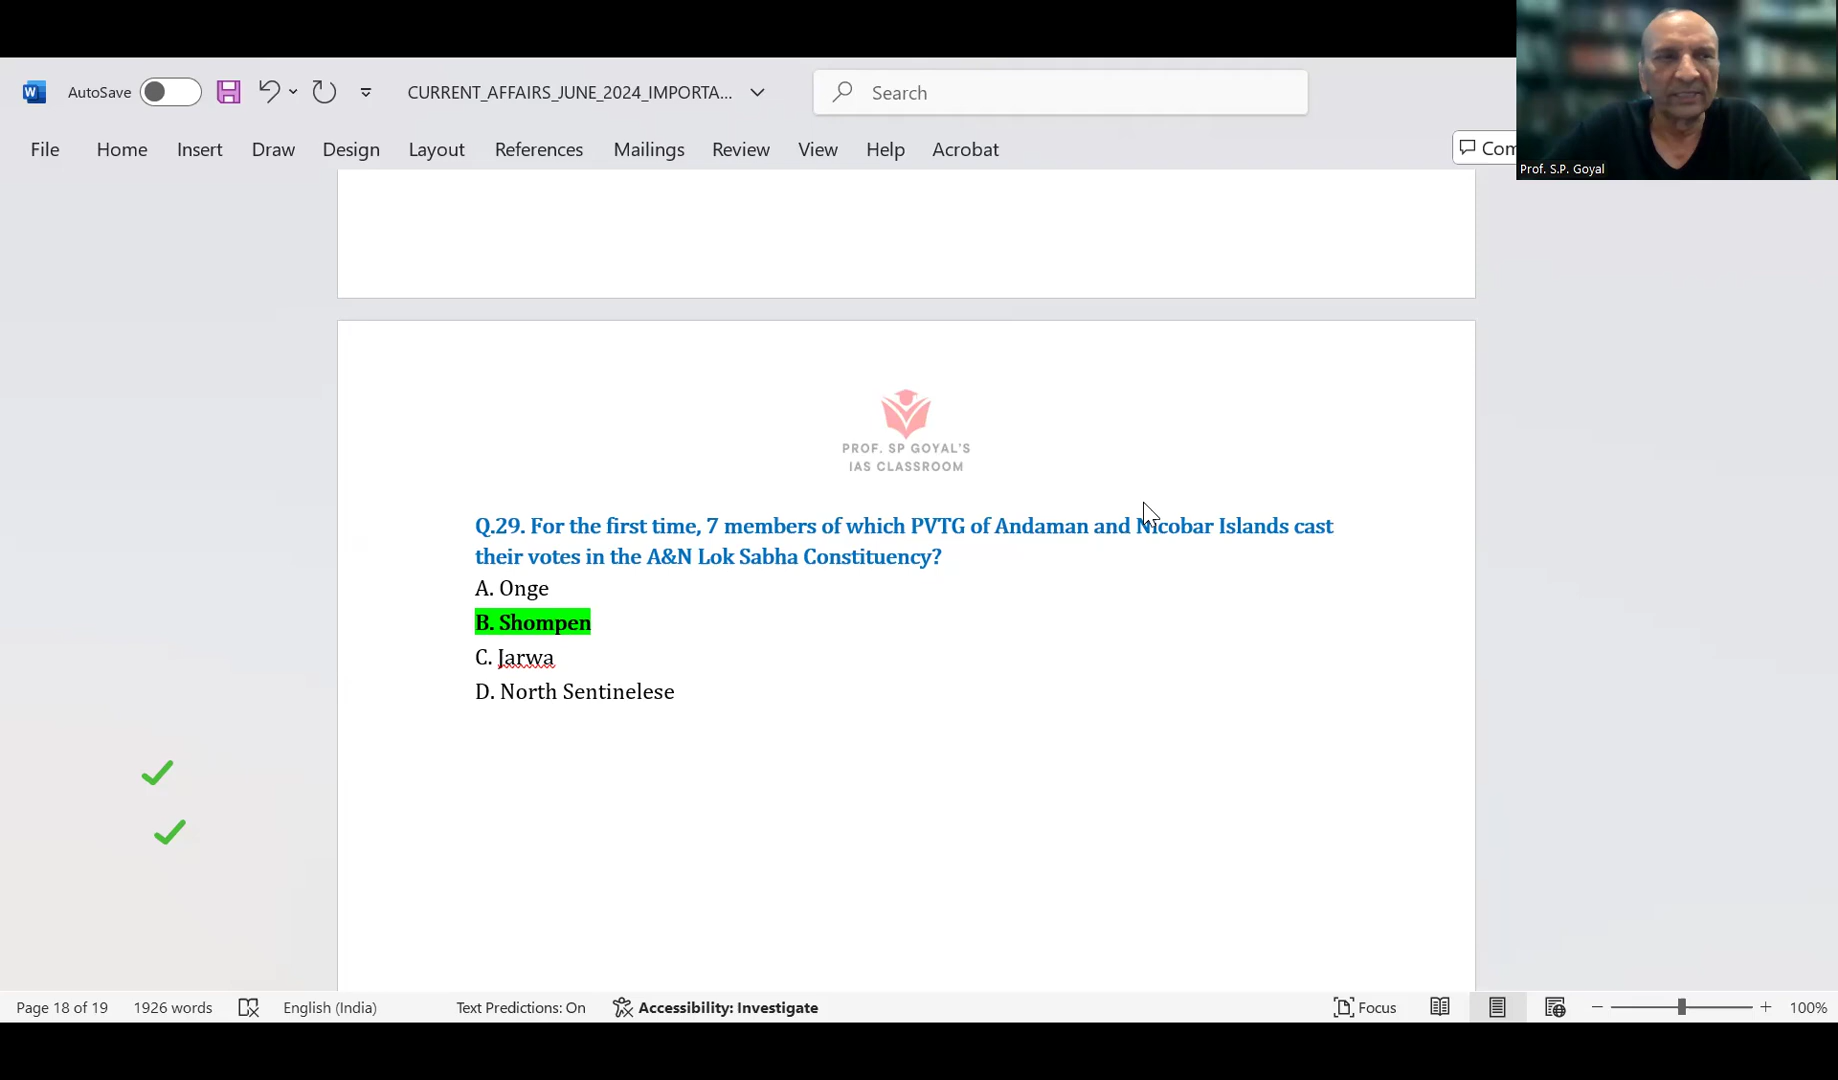 AutoSave
CURRENT_AFFAIRS_JUNE_2024_IMPORTA...
Search
File Home Insert Draw Design Layout References Mailings Review View Help Acrobat
Com
Prof. S.P. Goyal
PROF. SP GOYAL'S
IAS CLASSROOM
Q.29. For the first time, 7 members of which PVTG of Andaman and Nicobar Islands cast
their votes in the A&N Lok Sabha Constituency?
A. Onge
B. Shompen
C. Jarwa
D. North Sentinelese
Page 18 of 19 1926 words English (India) Text Predictions: On Accessibility: Investigate Focus 100%